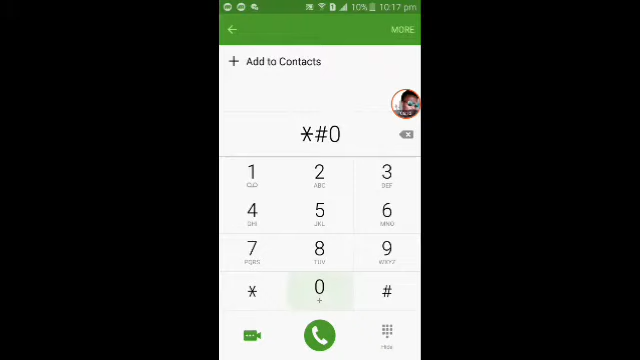 10% 10:17 pm
MORE
+ Add to Contacts
*#0
1 2 3
ABC DEF
4 5 6
GHI JKL MNO
7 8 9
PQRS TUV WXYZ
* 0 #
+
Hide